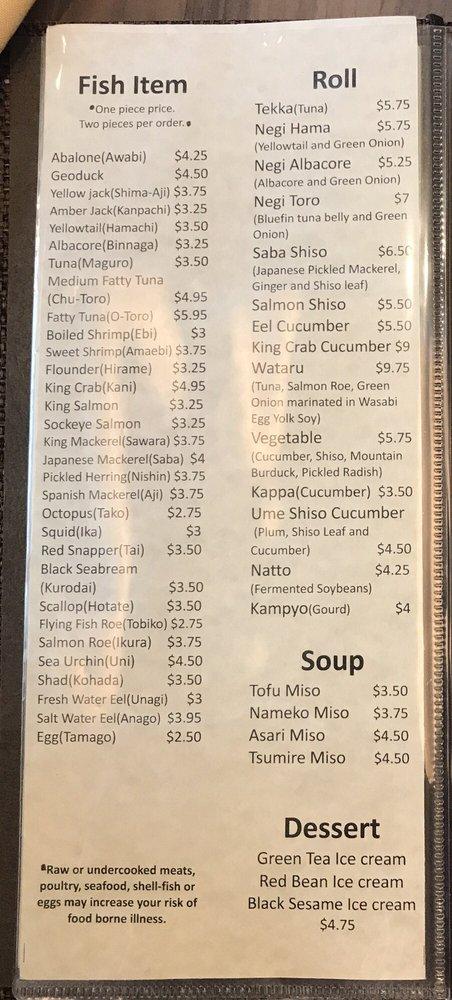 Fish Item
*One piece price.
Two pieces per order.
Abalone(Awabi) $4.25
Geoduck $4.50
Yellow jack(Shima-Aji) $3.75
Amber Jack(Kanpachi) $3.25
Yellowtail(Hamachi) $3.50
Albacore(Binnaga) $3.25
Tuna(Maguro) $3.50
Medium Fatty Tuna
(Chu-Toro) $4.95
Fatty Tuna(O-Toro) $5.95
Boiled Shrimp(Ebi) $3
Sweet Shrimp(Amaebi) $3.75
Flounder(Hirame) $3.25
King Crab(Kani) $4.95
King Salmon $3.25
Sockeye Salmon $3.25
King Mackerel(Sawara) $3.75
Japanese Mackerel(Saba) $4
Pickled Herring(Nishin) $3.75
Spanish Mackerel(Aji) $3.75
Octopus(Tako) $2.75
Squid(Ika) $3
Red Snapper(Tai) $3.50
Black Seabream
(Kurodai) $3.50
Scallop(Hotate) $3.50
Flying Fish Roe(Tobiko) $2.75
Salmon Roe(Ikura) $3.75
Sea Urchin(Uni) $4.50
Shad(Kohada) $3.50
Fresh Water Eel(Unagi) $3
Salt Water Eel(Anago) $3.95
Egg(Tamago) $2.50
*Raw or undercooked meats,
poultry, seafood, shell-fish or
eggs may increase your risk of
food borne illness.
Roll
Tekka(Tuna) $5.75
Negi Hama $5.75
(Yellowtail and Green Onion)
Negi Albacore $5.25
(Albacore and Green Onion)
Negi Toro $7
(Bluefin tuna belly and Green
Onion)
Saba Shiso $6.50
(Japanese Pickled Mackerel,
Ginger and Shiso leaf)
Salmon Shiso $5.50
Eel Cucumber $5.50
King Crab Cucumber $9
Wataru $9.75
(Tuna, Salmon Roe, Green
Onion marinated in Wasabi
Egg Yolk Soy)
Vegetable $5.75
(Cucumber, Shiso, Mountain
Burduck, Pickled Radish)
Kappa(Cucumber) $3.50
Ume Shiso Cucumber
(Plum, Shiso Leaf and
Cucumber) $4.50
Natto $4.25
(Fermented Soybeans)
Kampyo(Gourd) $4
Soup
Tofu Miso $3.50
Nameko Miso $3.75
Asari Miso $4.50
Tsumire Miso $4.50
Dessert
Green Tea Ice cream
Red Bean Ice cream
Black Sesame Ice cream
$4.75